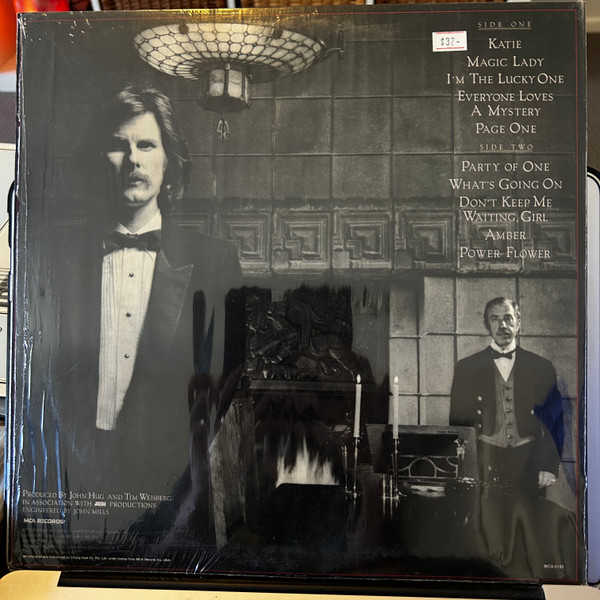 SIDE ONE
$32-
KATIE
MAGIC LADY
I'M THE LUCKY ONE
EVERYONE LOVES
A MYSTERY
PAGE ONE
SIDE TWO
PARTY OF ONE
WHAT'S GOING ON
DON'T KEEP ME
WAITING, GIRL
AMBER
POWER FLOWER
PRODUCED BY JOHN HUG AND TIM WEISBERG
IN ASSOCIATION WITH PRODUCTIONS
ENGINEERED BY JOHN MILLS
MCA RECORDS